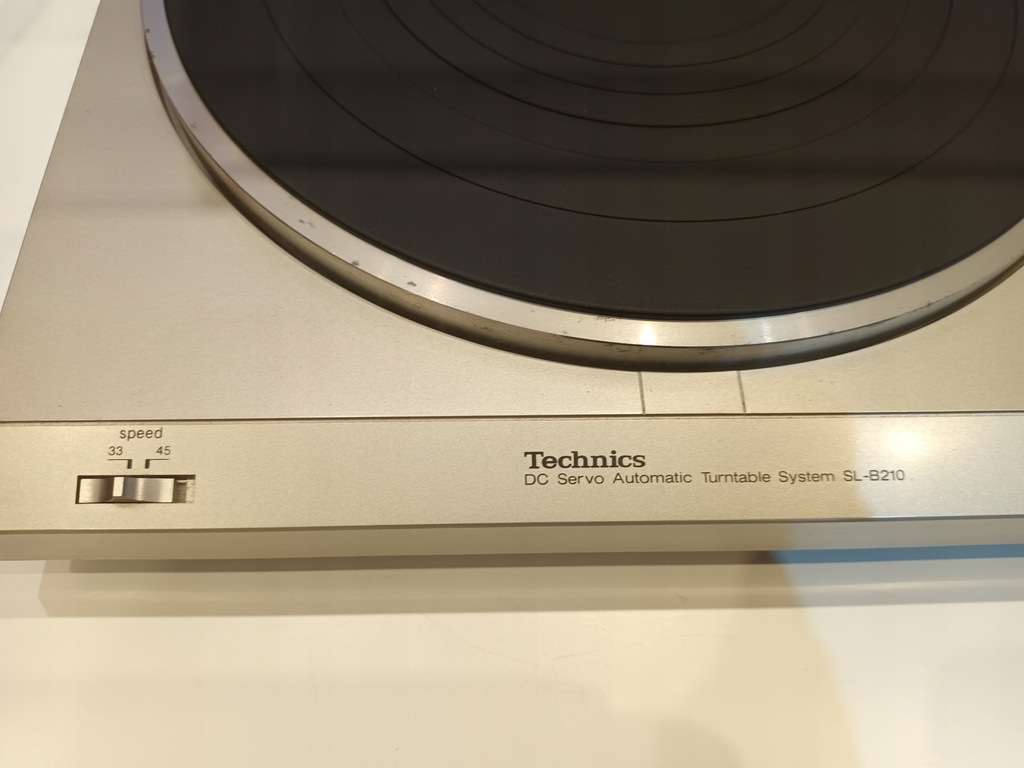 speed
33 45
Technics
DC Servo Automatic Turntable System SL-B210